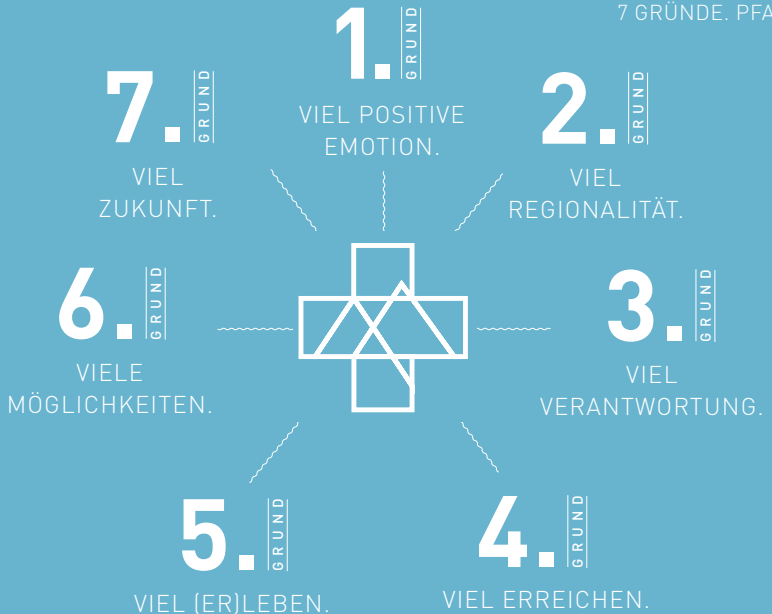 7 GRÜNDE. PFA
1. GRUND
VIEL POSITIVE
EMOTION.
2. GRUND
VIEL
REGIONALITÄT.
3. GRUND
VIEL
VERANTWORTUNG.
4. GRUND
VIEL ERREICHEN.
5. GRUND
VIEL (ER)LEBEN.
6. GRUND
VIELE
MÖGLICHKEITEN.
7. GRUND
VIEL
ZUKUNFT.